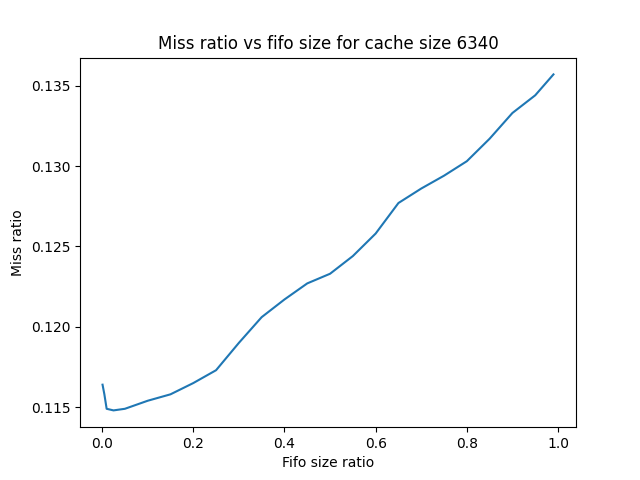 Miss ratio vs fifo size for cache size 6340
0.135
0.130
0.125
0.120
0.115
Miss ratio
0.0 0.2 0.4 0.6 0.8 1.0
Fifo size ratio